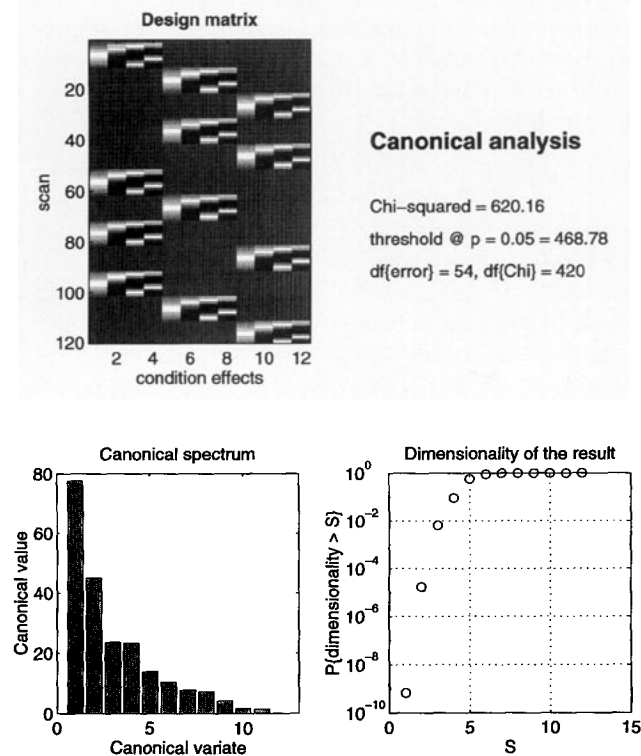 Design matrix
20
40
60
80
100
120
scan
2 4 6 8 10 12
condition effects
Canonical analysis
Chi-squared = 620.16
threshold @ p = 0.05 = 468.78
df{error} = 54, df{Chi} = 420
Canonical spectrum
80
60
40
20
0
Canonical value
0 5 10
Canonical variate
Dimensionality of the result
10^0
10^-2
10^-4
10^-6
10^-8
10^-10
P{dimensionality > S}
0 5 10 15
S